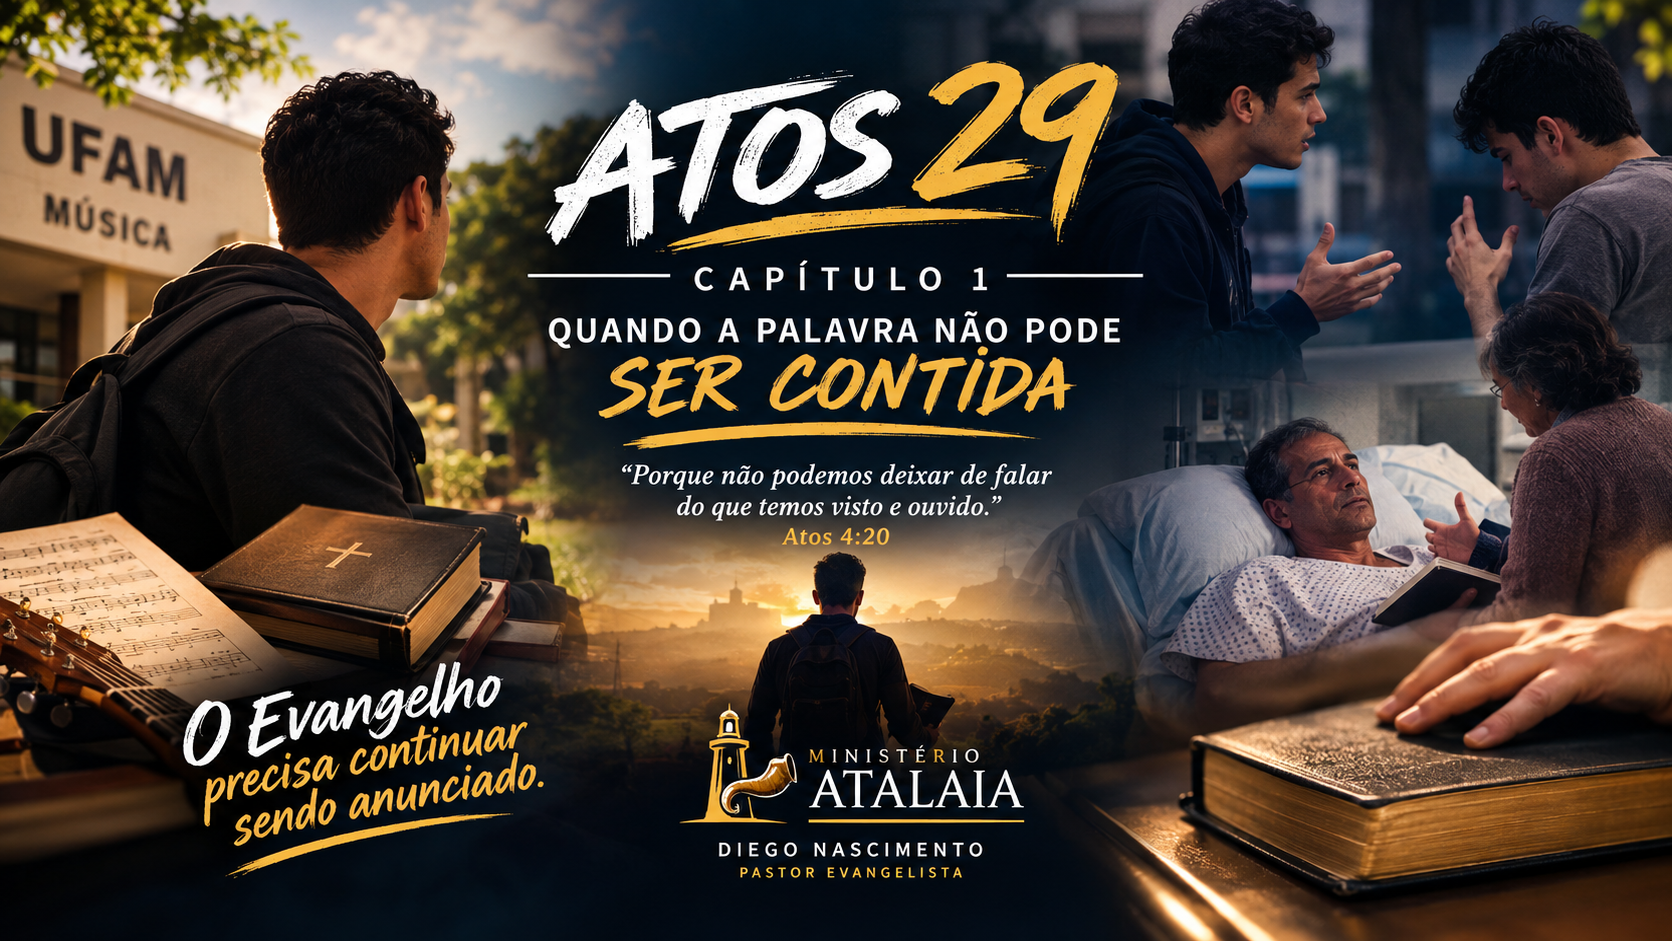 UFAM
MÚSICA
ATOS 29
CAPÍTULO 1
QUANDO A PALAVRA NÃO PODE
SER CONTIDA
“Porque não podemos deixar de falar
do que temos visto e ouvido.”
Atos 4:20
O Evangelho
precisa continuar
sendo anunciado.
MINISTÉRIO
ATALAIA
DIEGO NASCIMENTO
PASTOR EVANGELISTA